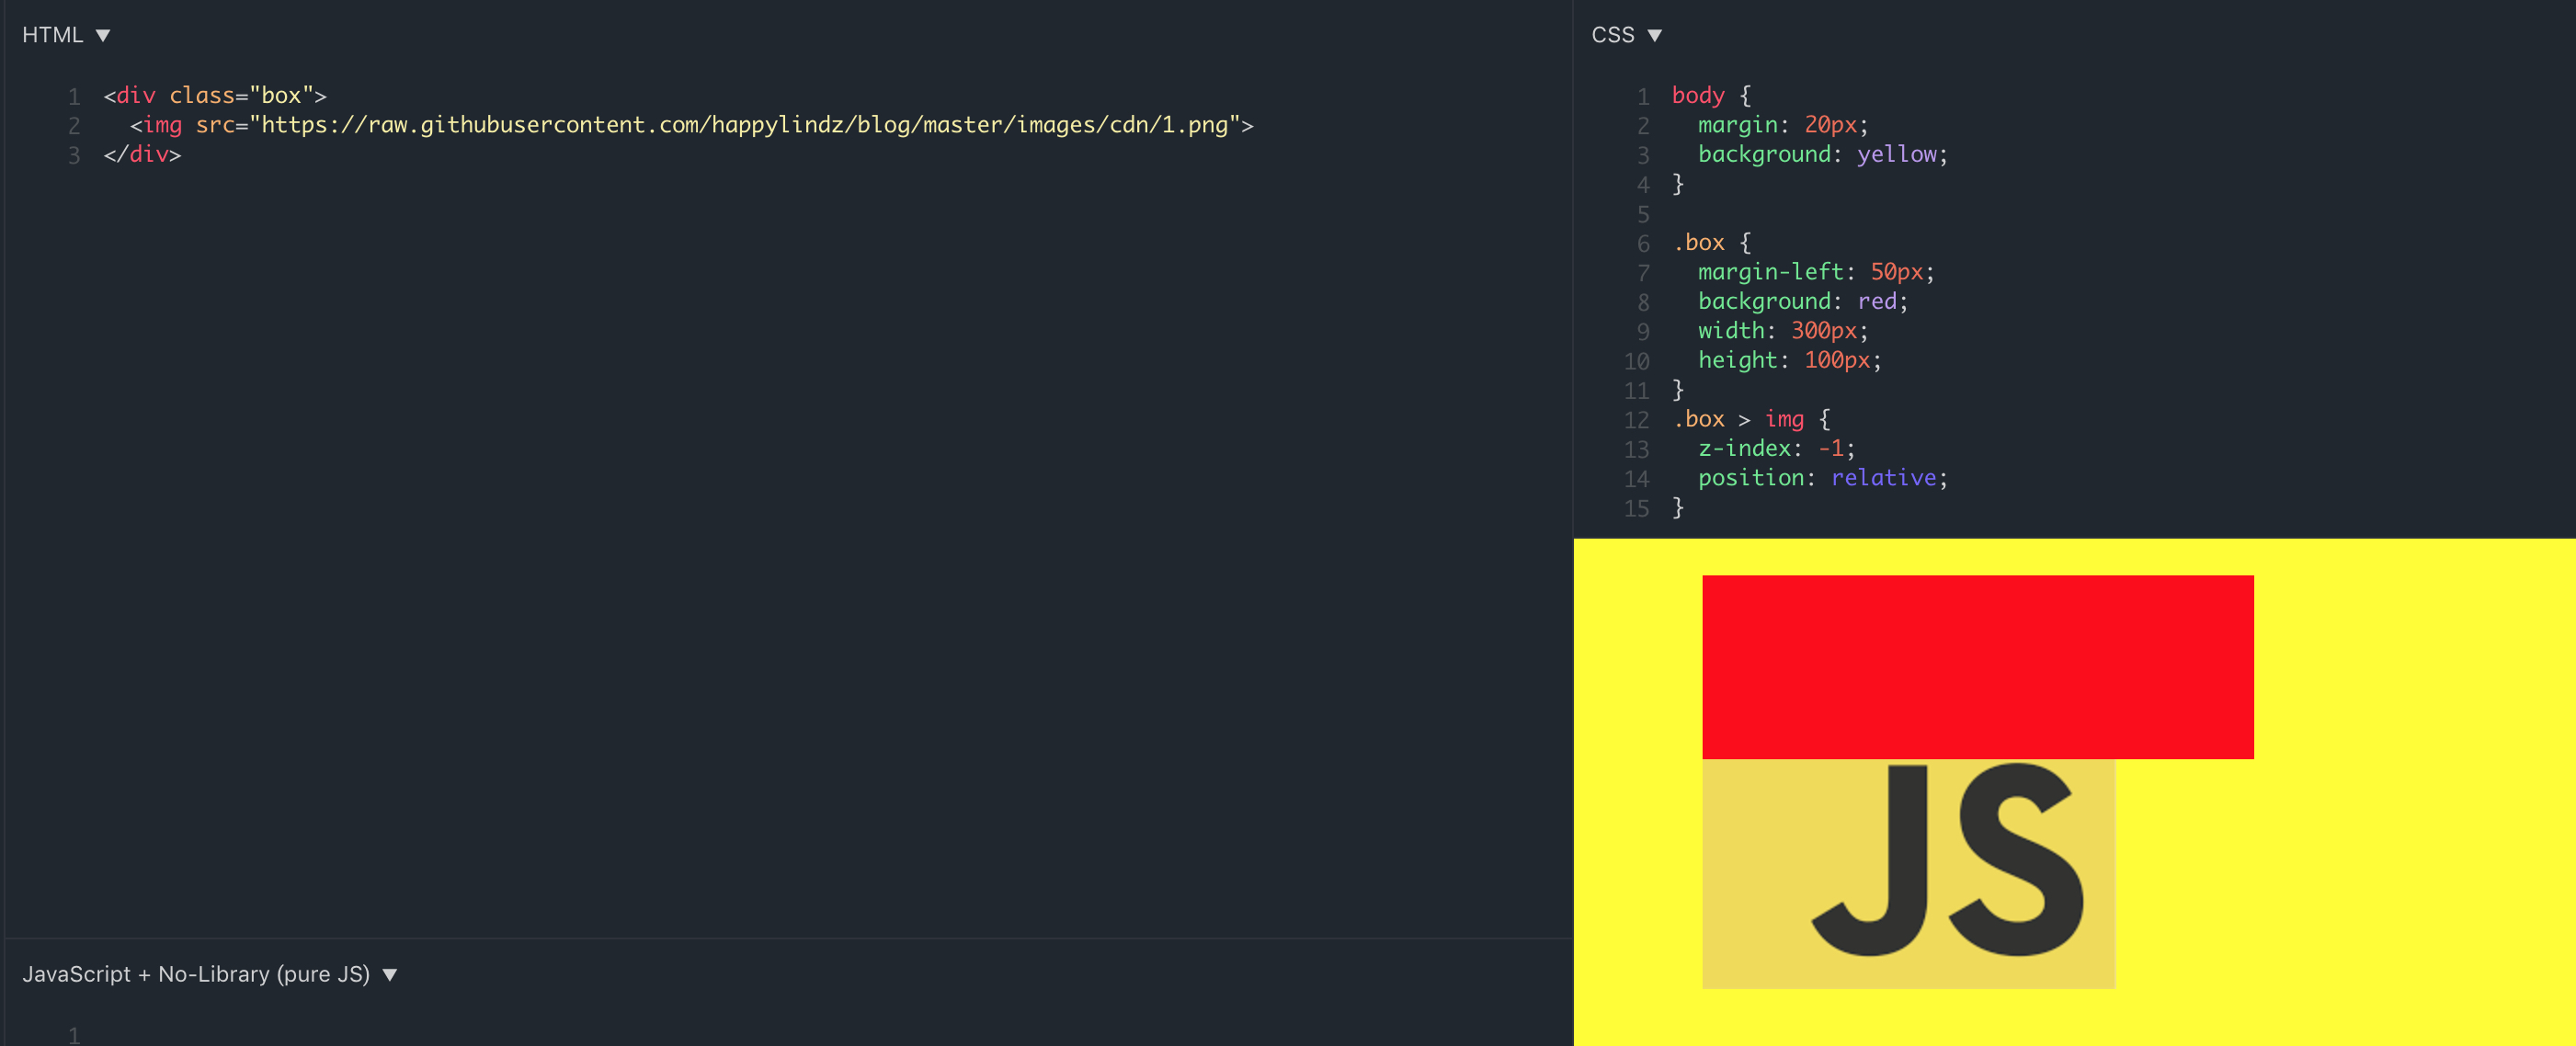 HTML ▼
1 <div class="box">
2   <img src="https://raw.githubusercontent.com/happylindz/blog/master/images/cdn/1.png">
3 </div>
JavaScript + No-Library (pure JS) ▼
1
CSS ▼
1 body {
2   margin: 20px;
3   background: yellow;
4 }
5
6 .box {
7   margin-left: 50px;
8   background: red;
9   width: 300px;
10   height: 100px;
11 }
12 .box > img {
13   z-index: -1;
14   position: relative;
15 }
JS